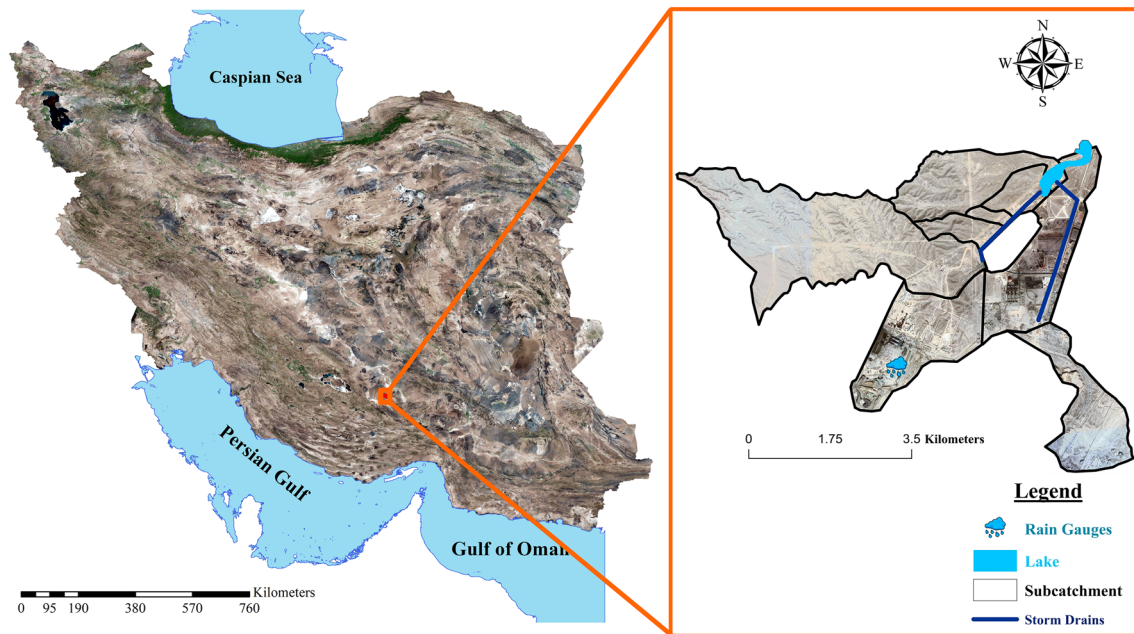 Caspian Sea
Persian Gulf
Gulf of Oman
Kilometers
0 95 190 380 570 760
N
W E
S
0 1.75 3.5 Kilometers
Legend
Rain Gauges
Lake
Subcatchment
Storm Drains